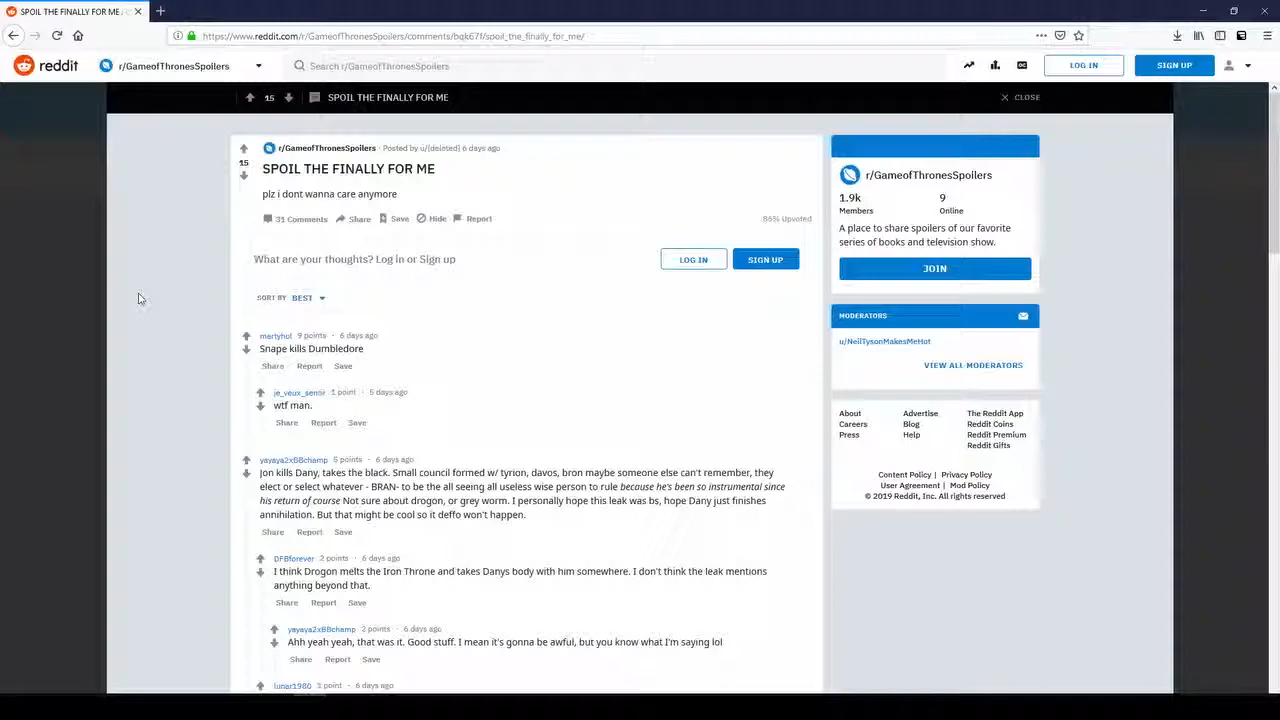 SPOIL THE FINALLY FOR ME
https://www.reddit.com/r/GameofThronesSpoilers/comments/bqk67f/spoil_the_finally_for_me/
reddit r/GameofThronesSpoilers Search r/GameofThronesSpoilers LOG IN SIGN UP
15 SPOIL THE FINALLY FOR ME CLOSE
r/GameofThronesSpoilers · Posted by u/[deleted] 6 days ago
15
SPOIL THE FINALLY FOR ME
plz i dont wanna care anymore
31 Comments Share Save Hide Report 86% Upvoted
What are your thoughts? Log in or Sign up LOG IN SIGN UP
SORT BY BEST
martyhol 9 points · 6 days ago
Snape kills Dumbledore
Share Report Save
je_veux_sentir 1 point · 5 days ago
wtf man.
Share Report Save
yayaya2xBBchamp 5 points · 6 days ago
Jon kills Dany, takes the black. Small council formed w/ tyrion, davos, bron maybe someone else can't remember, they
elect or select whatever - BRAN- to be the all seeing all useless wise person to rule because he's been so instrumental since
his return of course Not sure about drogon, or grey worm. I personally hope this leak was bs, hope Dany just finishes
annihilation. But that might be cool so it deffo won't happen.
Share Report Save
DFBforever 2 points · 6 days ago
I think Drogon melts the Iron Throne and takes Danys body with him somewhere. I don't think the leak mentions
anything beyond that.
Share Report Save
yayaya2xBBchamp 2 points · 6 days ago
Ahh yeah yeah, that was it. Good stuff. I mean it's gonna be awful, but you know what I'm saying lol
Share Report Save
lunar1980 1 point · 6 days ago
r/GameofThronesSpoilers
1.9k 9
Members Online
A place to share spoilers of our favorite
series of books and television show.
JOIN
MODERATORS
u/NeilTysonMakesMeHot
VIEW ALL MODERATORS
About Advertise The Reddit App
Careers Blog Reddit Coins
Press Help Reddit Premium
Reddit Gifts
Content Policy | Privacy Policy
User Agreement | Mod Policy
© 2019 Reddit, Inc. All rights reserved